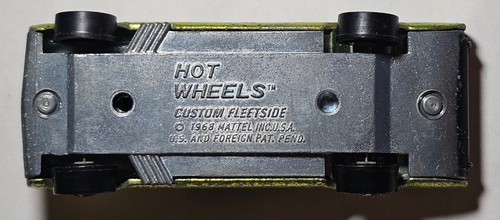 HOT
WHEELS™
CUSTOM FLEETSIDE
© 1968 MATTEL INC. U.S.A.
U.S. AND FOREIGN PAT. PEND.